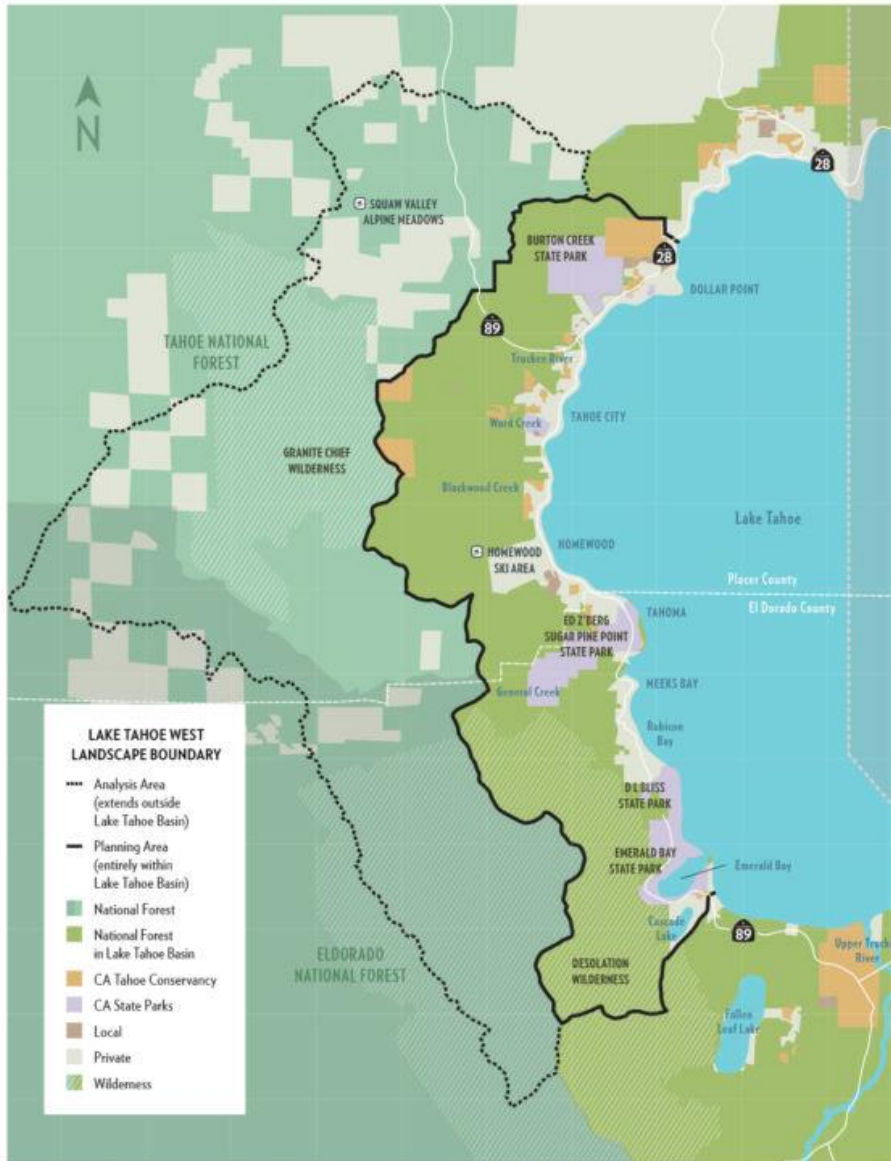 N
28
SQUAW VALLEY
ALPINE MEADOWS
BURTON CREEK
STATE PARK
28
DOLLAR POINT
89
TAHOE NATIONAL
FOREST
Truckee River
TAHOE CITY
Ward Creek
GRANITE CHIEF
WILDERNESS
Blackwood Creek
Lake Tahoe
HOMEWOOD
HOMEWOOD
SKI AREA
Placer County
El Dorado County
TAHOMA
ED Z'BERG
SUGAR PINE POINT
STATE PARK
MEEKS BAY
General Creek
Rubicon
Bay
D L BLISS
STATE PARK
EMERALD BAY
STATE PARK
Emerald Bay
Cascade
Lake
89
Upper Truckee
River
ELDORADO
NATIONAL FOREST
DESOLATION
WILDERNESS
Fallen
Leaf Lake
LAKE TAHOE WEST
LANDSCAPE BOUNDARY
Analysis Area
(extends outside
Lake Tahoe Basin)
Planning Area
(entirely within
Lake Tahoe Basin)
National Forest
National Forest
in Lake Tahoe Basin
CA Tahoe Conservancy
CA State Parks
Local
Private
Wilderness